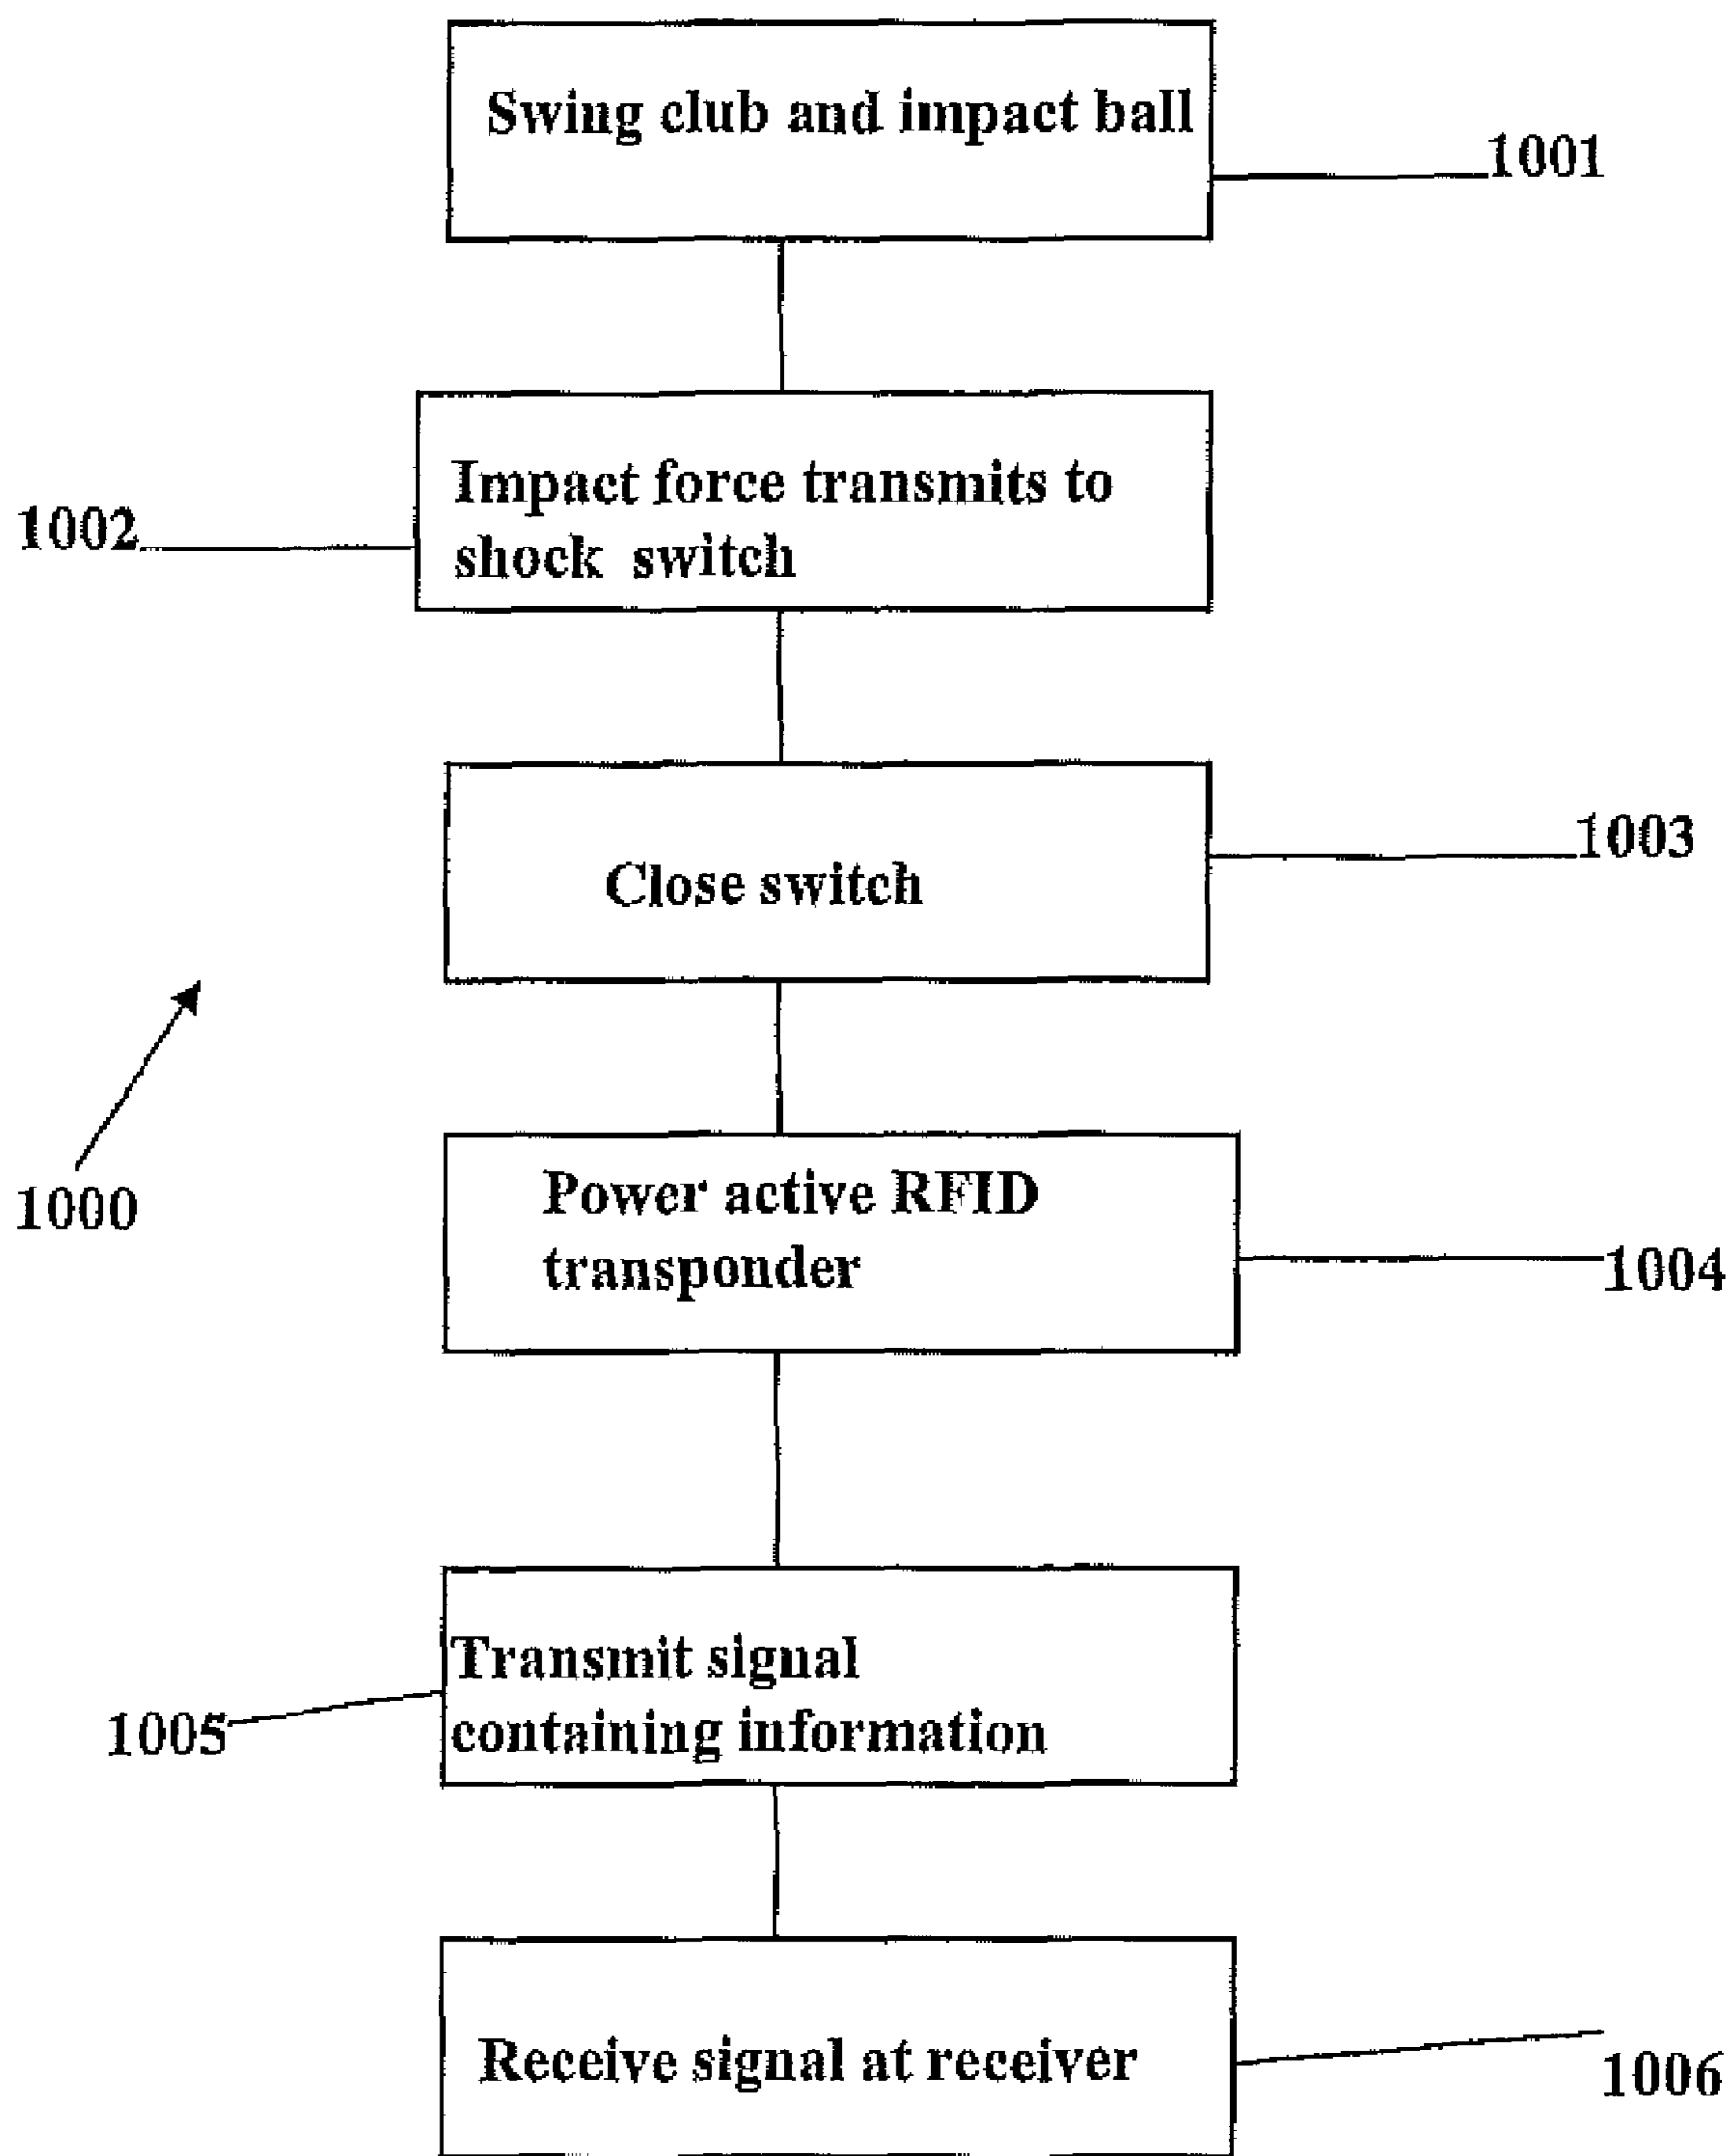 Swing club and impact ball
1001
Impact force transmits to
shock switch
1002
Close switch
1003
1000
Power active RFID
transponder
1004
Transmit signal
containing information
1005
Receive signal at receiver
1006